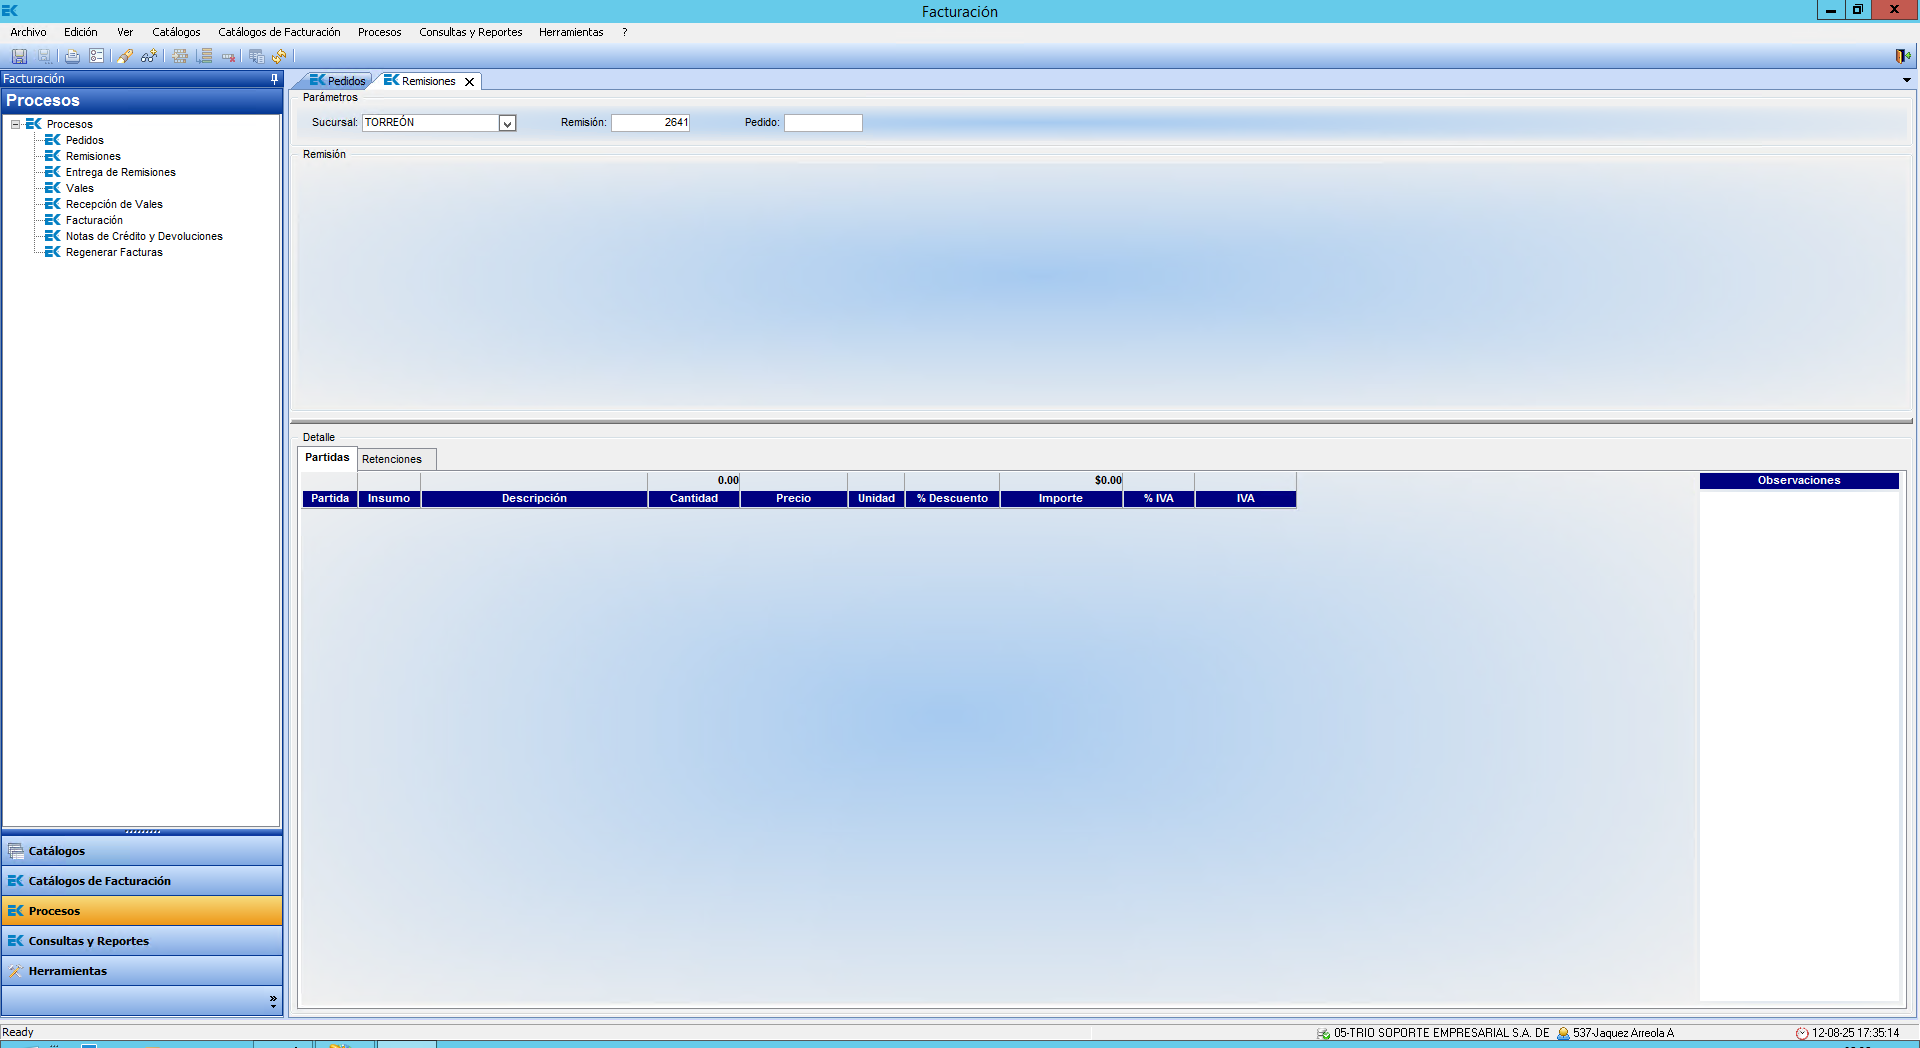 Facturación
Archivo Edición Ver Catálogos Catálogos de Facturación Procesos Consultas y Reportes Herramientas ?
Facturación
Procesos
Procesos
Pedidos
Remisiones
Entrega de Remisiones
Vales
Recepción de Vales
Facturación
Notas de Crédito y Devoluciones
Regenerar Facturas
Catálogos
Catálogos de Facturación
Procesos
Consultas y Reportes
Herramientas
Pedidos Remisiones
Parámetros
Sucursal: TORREÓN Remisión: 2641 Pedido:
Remisión
Detalle
Partidas Retenciones
0.00 $0.00
Partida Insumo Descripción Cantidad Precio Unidad % Descuento Importe % IVA IVA
Observaciones
Ready 05-TRIO SOPORTE EMPRESARIAL S.A. DE 537-Jaquez Arreola A 12-08-25 17:35:14